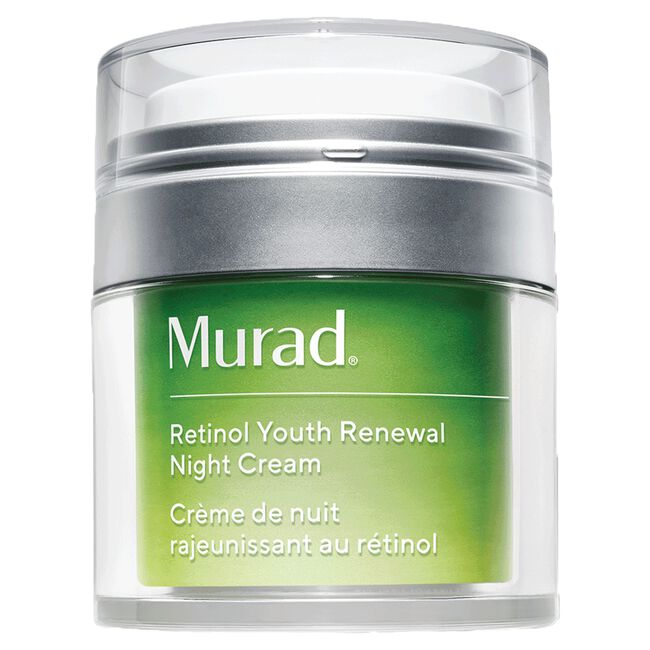 Murad®
Retinol Youth Renewal
Night Cream
Crème de nuit
rajeunissant au rétinol